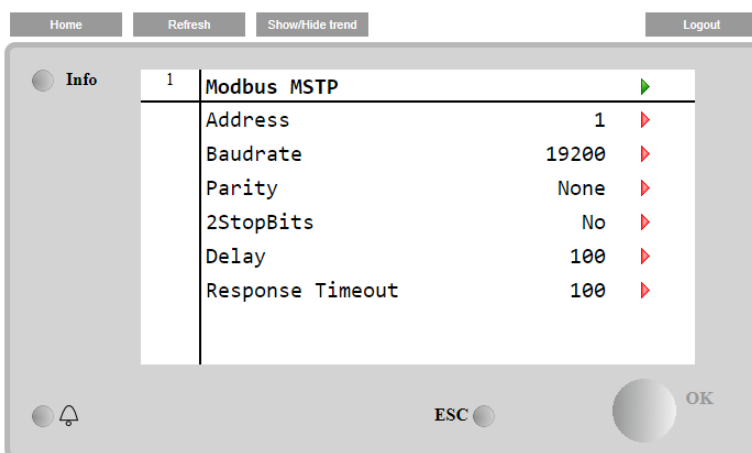 Home Refresh Show/Hide trend Logout
Info
1 Modbus MSTP
Address 1
Baudrate 19200
Parity None
2StopBits No
Delay 100
Response Timeout 100
ESC OK